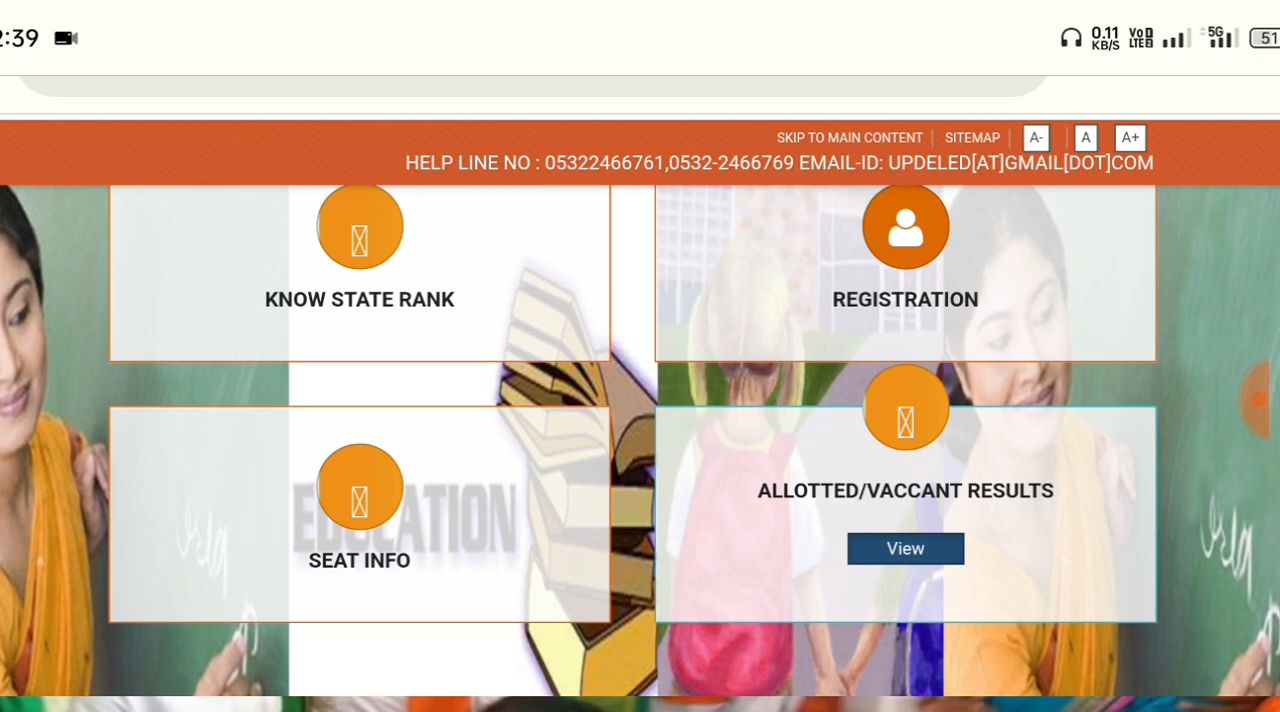 2:39
0.11
KB/S
Vo
LTE
5G
51
SKIP TO MAIN CONTENT SITEMAP A- A A+
HELP LINE NO : 05322466761,0532-2466769 EMAIL-ID: UPDELED[AT]GMAIL[DOT]COM
KNOW STATE RANK
REGISTRATION
EDUCATION
SEAT INFO
ALLOTTED/VACCANT RESULTS
View